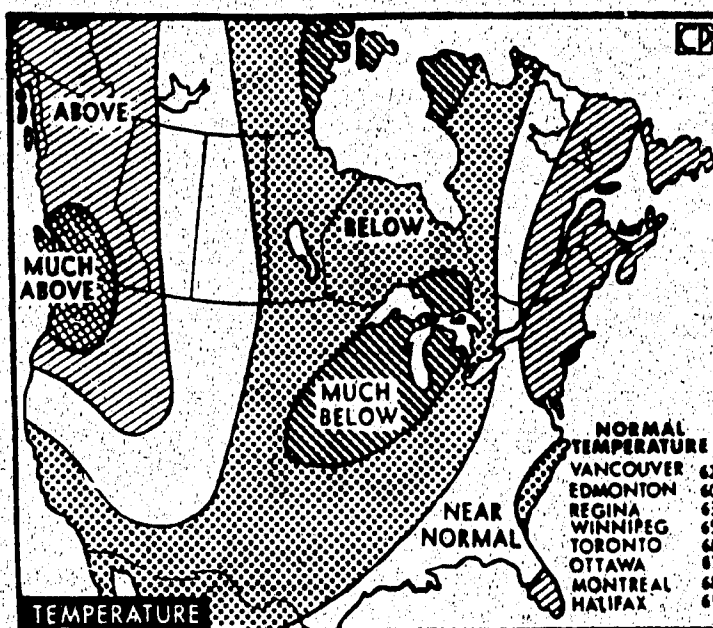 CP
ABOVE
MUCH
ABOVE
BELOW
MUCH
BELOW
NEAR
NORMAL
NORMAL
TEMPERATURE
VANCOUVER
EDMONTON
REGINA
WINNIPEG
TORONTO
OTTAWA
MONTREAL
HALIFAX
TEMPERATURE